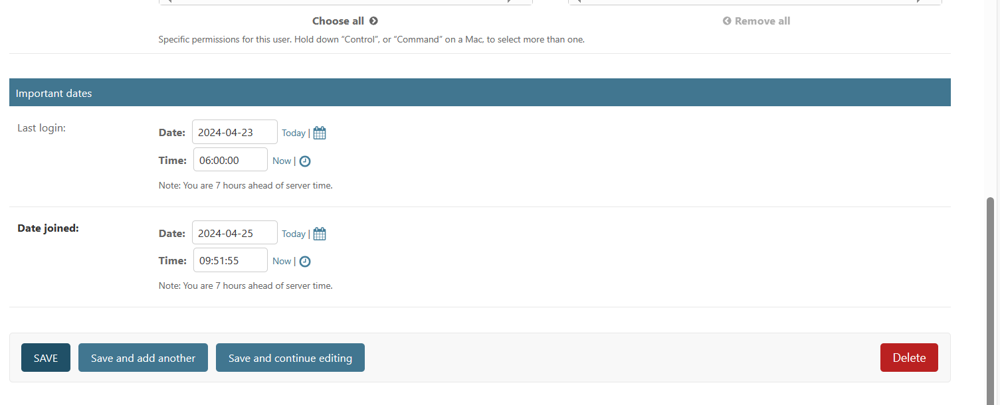 Choose all
Remove all
Specific permissions for this user. Hold down “Control”, or “Command” on a Mac, to select more than one.
Important dates
Last login:
Date: 2024-04-23 Today |
Time: 06:00:00 Now |
Note: You are 7 hours ahead of server time.
Date joined:
Date: 2024-04-25 Today |
Time: 09:51:55 Now |
Note: You are 7 hours ahead of server time.
SAVE
Save and add another
Save and continue editing
Delete